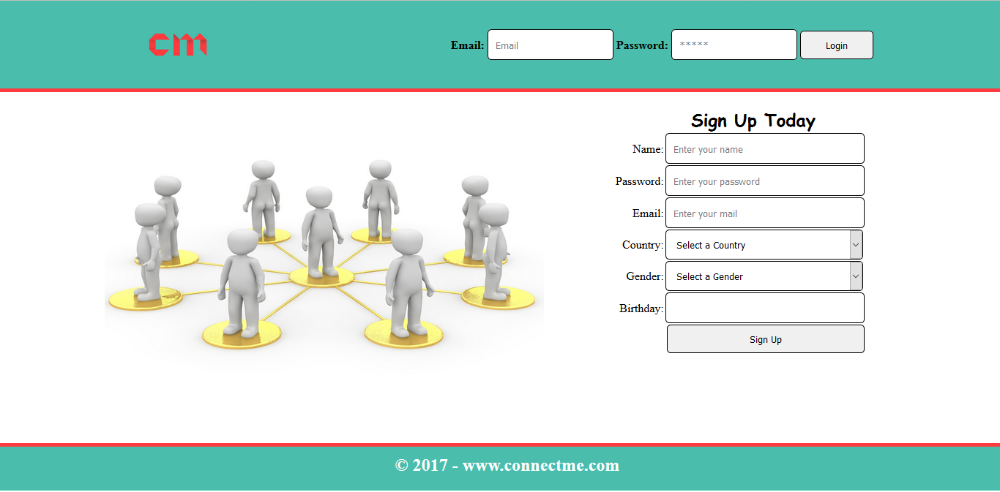 cm
Email: Email Password: ***** Login
Sign Up Today
Name: Enter your name
Password: Enter your password
Email: Enter your mail
Country: Select a Country
Gender: Select a Gender
Birthday:
Sign Up
© 2017 - www.connectme.com